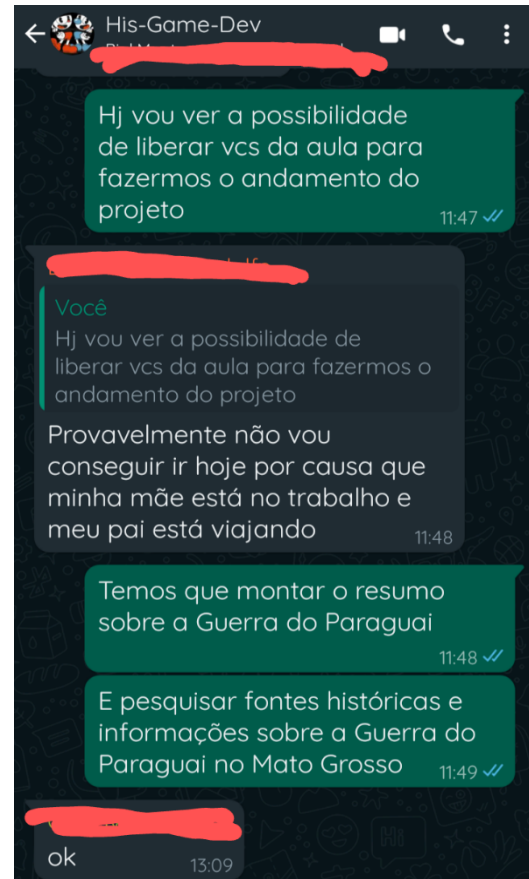 His-Game-Dev
Hj vou ver a possibilidade
de liberar vcs da aula para
fazermos o andamento do
projeto
11:47
Você
Hj vou ver a possibilidade de
liberar vcs da aula para fazermos o
andamento do projeto
Provavelmente não vou
conseguir ir hoje por causa que
minha mãe está no trabalho e
meu pai está viajando
11:48
Temos que montar o resumo
sobre a Guerra do Paraguai
11:48
E pesquisar fontes históricas e
informações sobre a Guerra do
Paraguai no Mato Grosso
11:49
ok
13:09